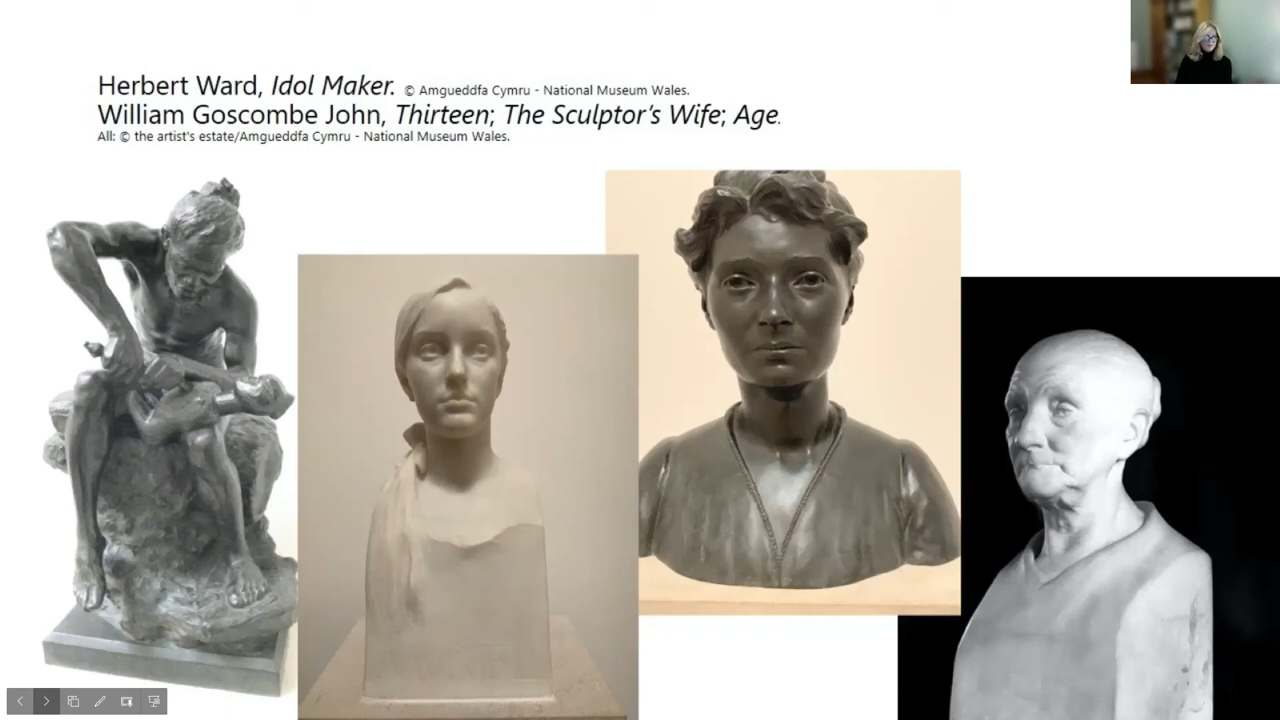 Herbert Ward, Idol Maker. © Amgueddfa Cymru - National Museum Wales.
William Goscombe John, Thirteen; The Sculptor’s Wife; Age.
All: © the artist's estate/Amgueddfa Cymru - National Museum Wales.